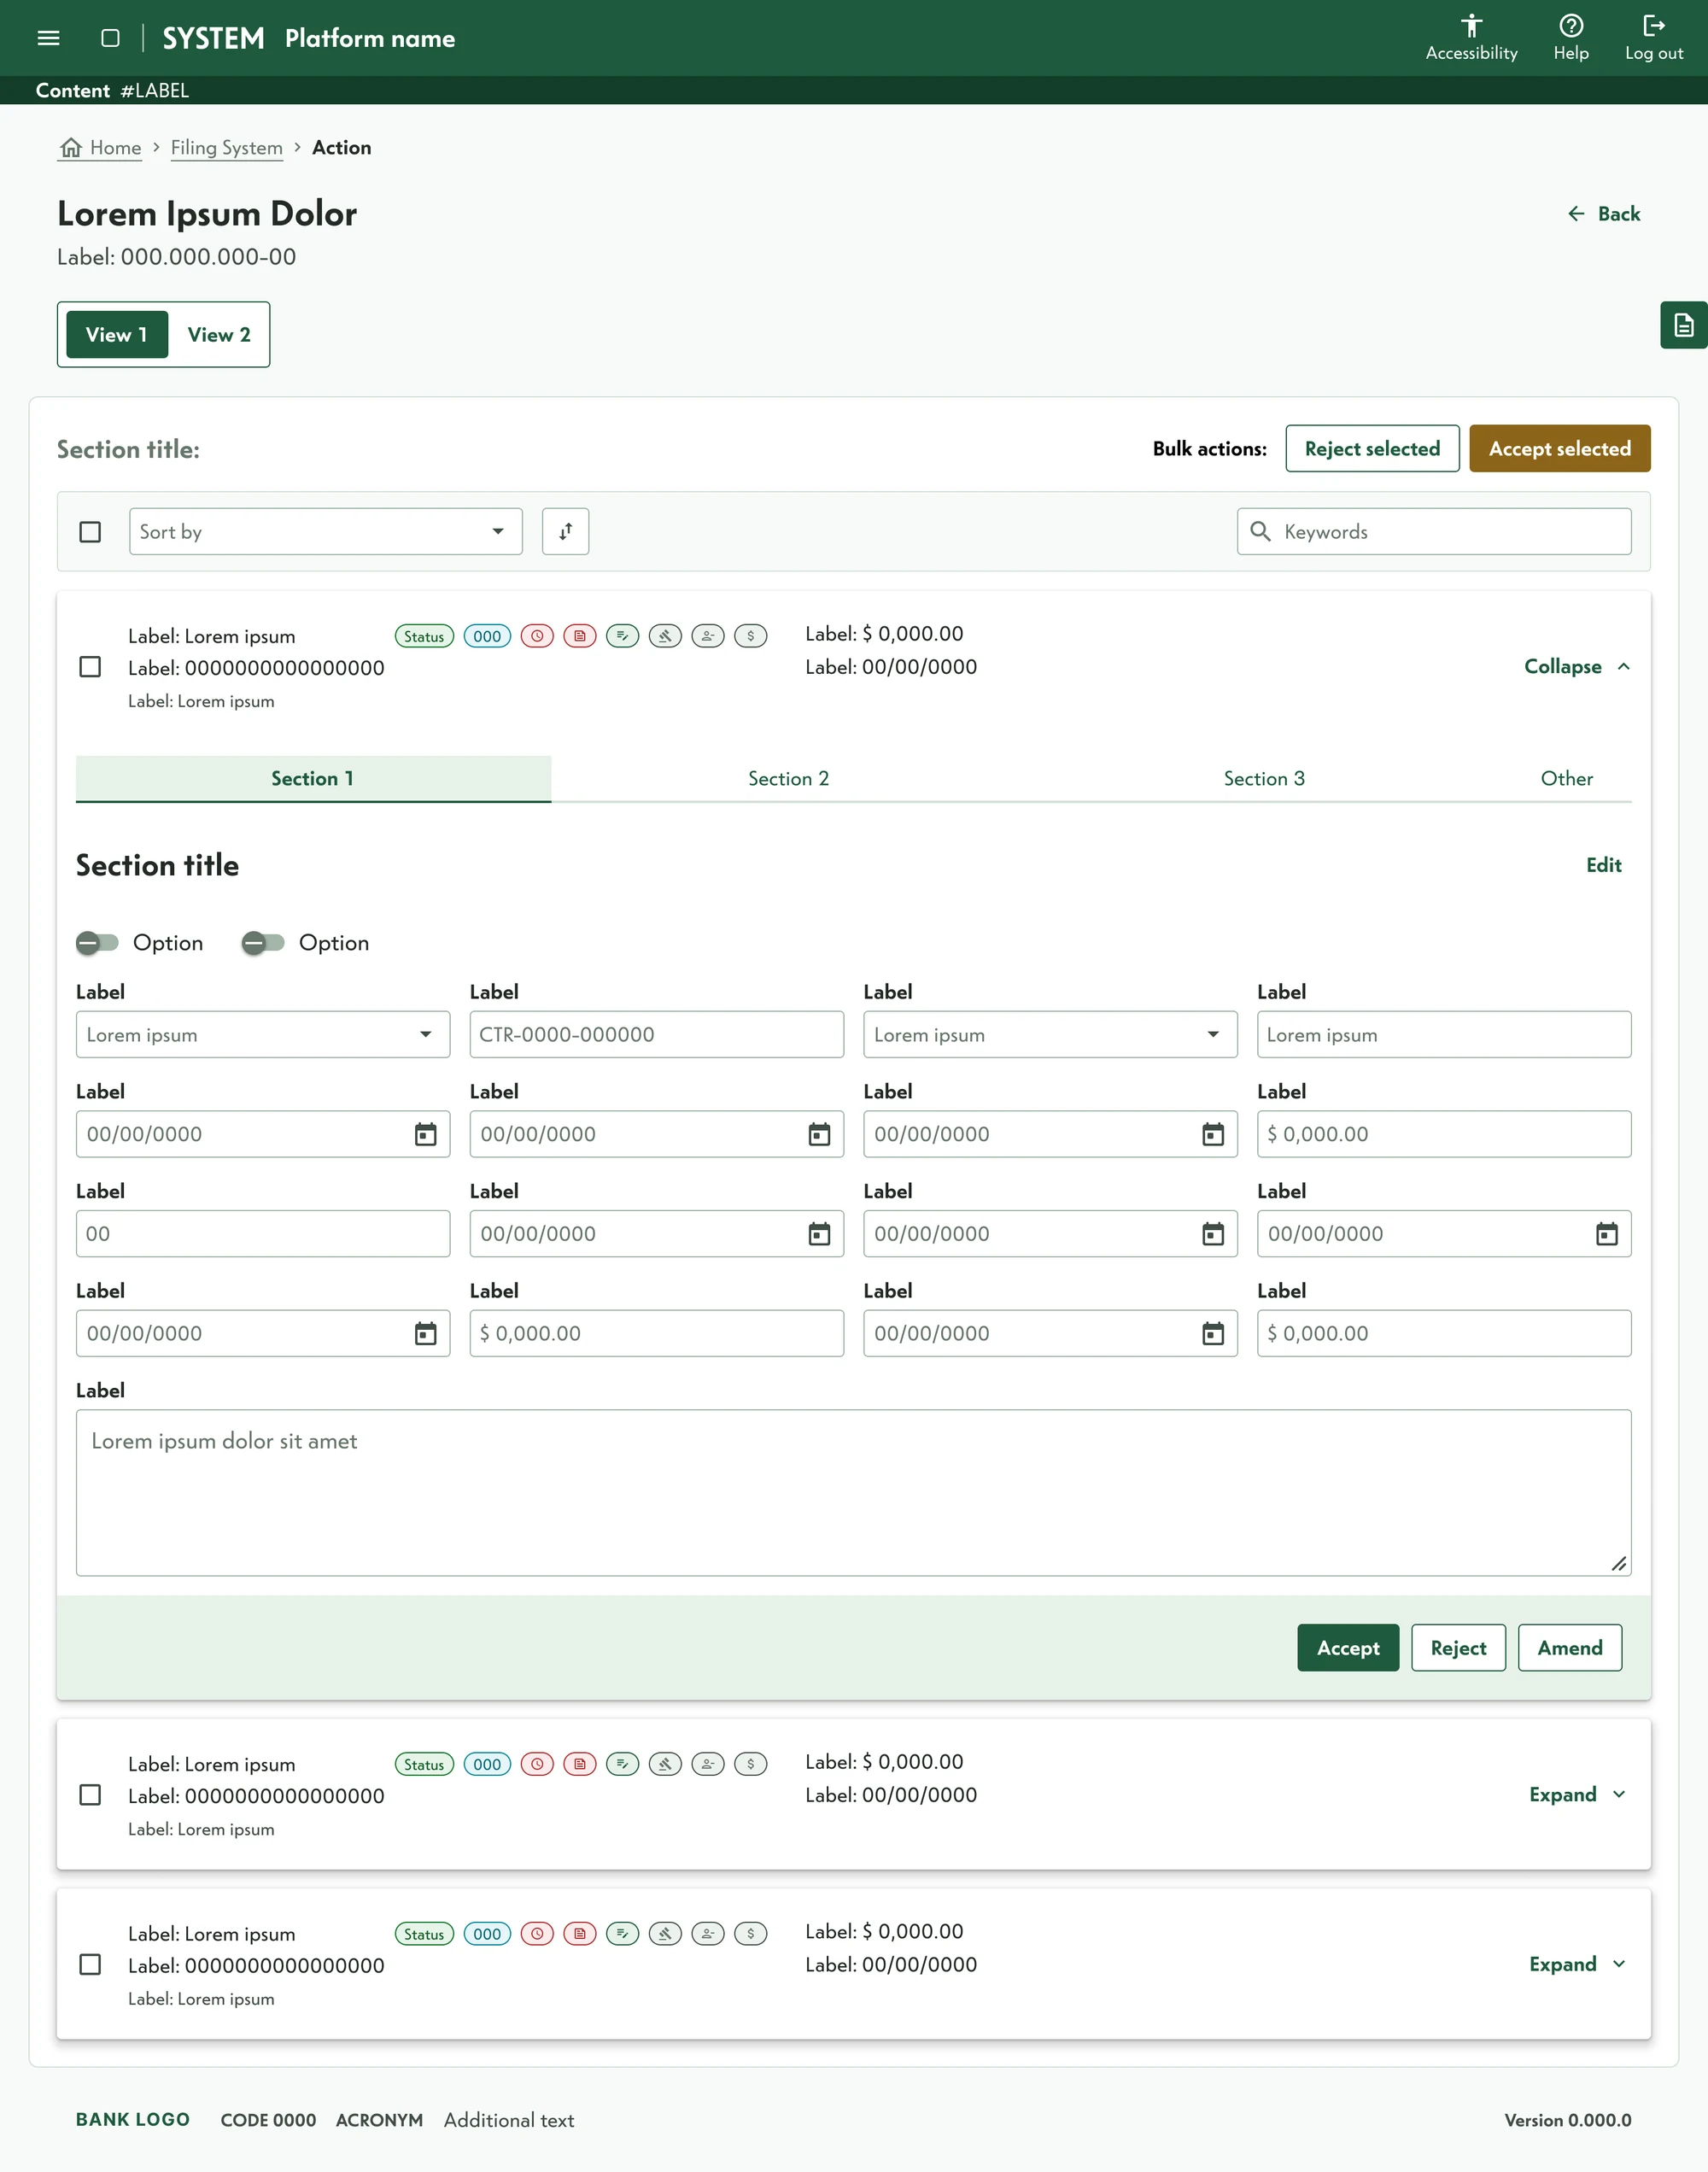 SYSTEM Platform name
Accessibility Help Log out
Content #LABEL
Home > Filing System > Action
Lorem Ipsum Dolor
Back
Label: 000.000.000-00
View 1 View 2
Section title:
Bulk actions: Reject selected Accept selected
Sort by
Keywords
Label: Lorem ipsum
Label: 0000000000000000
Label: Lorem ipsum
Status 000 $
Label: $ 0,000.00
Label: 00/00/0000
Collapse
Section 1 Section 2 Section 3 Other
Section title
Edit
Option Option
Label Label Label Label
Lorem ipsum CTR-0000-000000 Lorem ipsum Lorem ipsum
Label Label Label Label
00/00/0000 00/00/0000 00/00/0000 $ 0,000.00
Label Label Label Label
00 00/00/0000 00/00/0000 00/00/0000
Label Label Label Label
00/00/0000 $ 0,000.00 00/00/0000 $ 0,000.00
Label
Lorem ipsum dolor sit amet
Accept Reject Amend
Label: Lorem ipsum
Label: 0000000000000000
Label: Lorem ipsum
Status 000 $
Label: $ 0,000.00
Label: 00/00/0000
Expand
Label: Lorem ipsum
Label: 0000000000000000
Label: Lorem ipsum
Status 000 $
Label: $ 0,000.00
Label: 00/00/0000
Expand
BANK LOGO CODE 0000 ACRONYM Additional text
Version 0.000.0